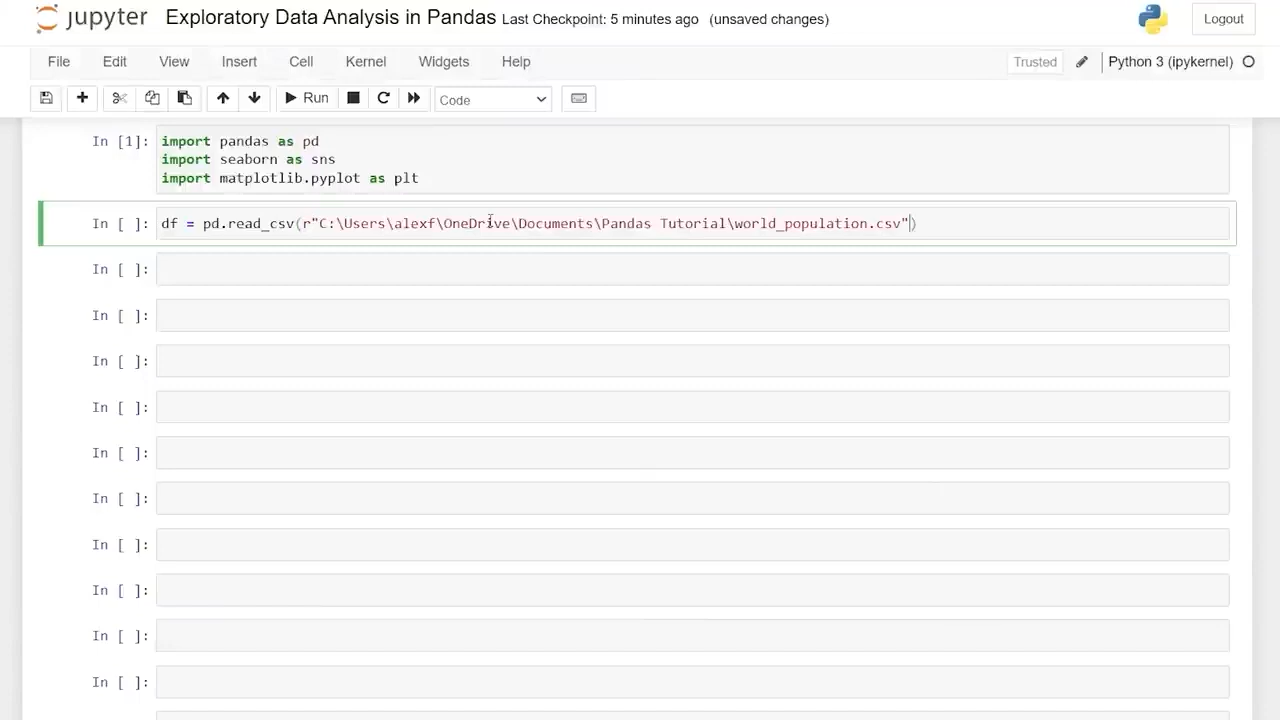 jupyter Exploratory Data Analysis in Pandas Last Checkpoint: 5 minutes ago (unsaved changes) Logout
File Edit View Insert Cell Kernel Widgets Help Trusted Python 3 (ipykernel)
Run Code
In [1]: import pandas as pd
import seaborn as sns
import matplotlib.pyplot as plt
In [ ]: df = pd.read_csv(r"C:\Users\alexf\OneDrive\Documents\Pandas Tutorial\world_population.csv")
In [ ]:
In [ ]:
In [ ]:
In [ ]:
In [ ]:
In [ ]:
In [ ]:
In [ ]:
In [ ]:
In [ ]: